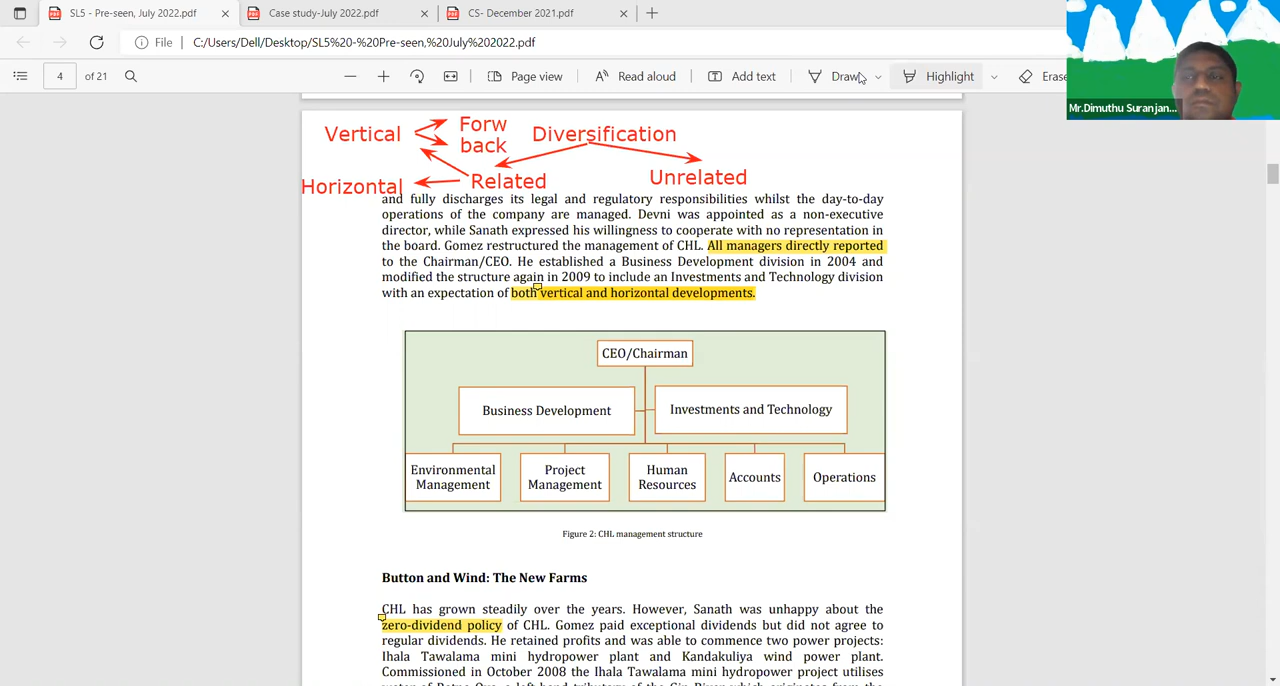 SL5 - Pre-seen, July 2022.pdf
Case study-July 2022.pdf
CS- December 2021.pdf
File
C:/Users/Dell/Desktop/SL5%20-%20Pre-seen,%20July%202022.pdf
4 of 21
Page view
Read aloud
Add text
Draw
Highlight
Erase
Mr.Dimuthu Suranjan...
Vertical
Forw
back
Diversification
Horizontal
Related
Unrelated
and fully discharges its legal and regulatory responsibilities whilst the day-to-day
operations of the company are managed. Devni was appointed as a non-executive
director, while Sanath expressed his willingness to cooperate with no representation in
the board. Gomez restructured the management of CHL. All managers directly reported
to the Chairman/CEO. He established a Business Development division in 2004 and
modified the structure again in 2009 to include an Investments and Technology division
with an expectation of both vertical and horizontal developments.
CEO/Chairman
Business Development
Investments and Technology
Environmental
Management
Project
Management
Human
Resources
Accounts
Operations
Figure 2: CHL management structure
Button and Wind: The New Farms
CHL has grown steadily over the years. However, Sanath was unhappy about the
zero-dividend policy of CHL. Gomez paid exceptional dividends but did not agree to
regular dividends. He retained profits and was able to commence two power projects:
Ihala Tawalama mini hydropower plant and Kandakuliya wind power plant.
Commissioned in October 2008 the Ihala Tawalama mini hydropower project utilises